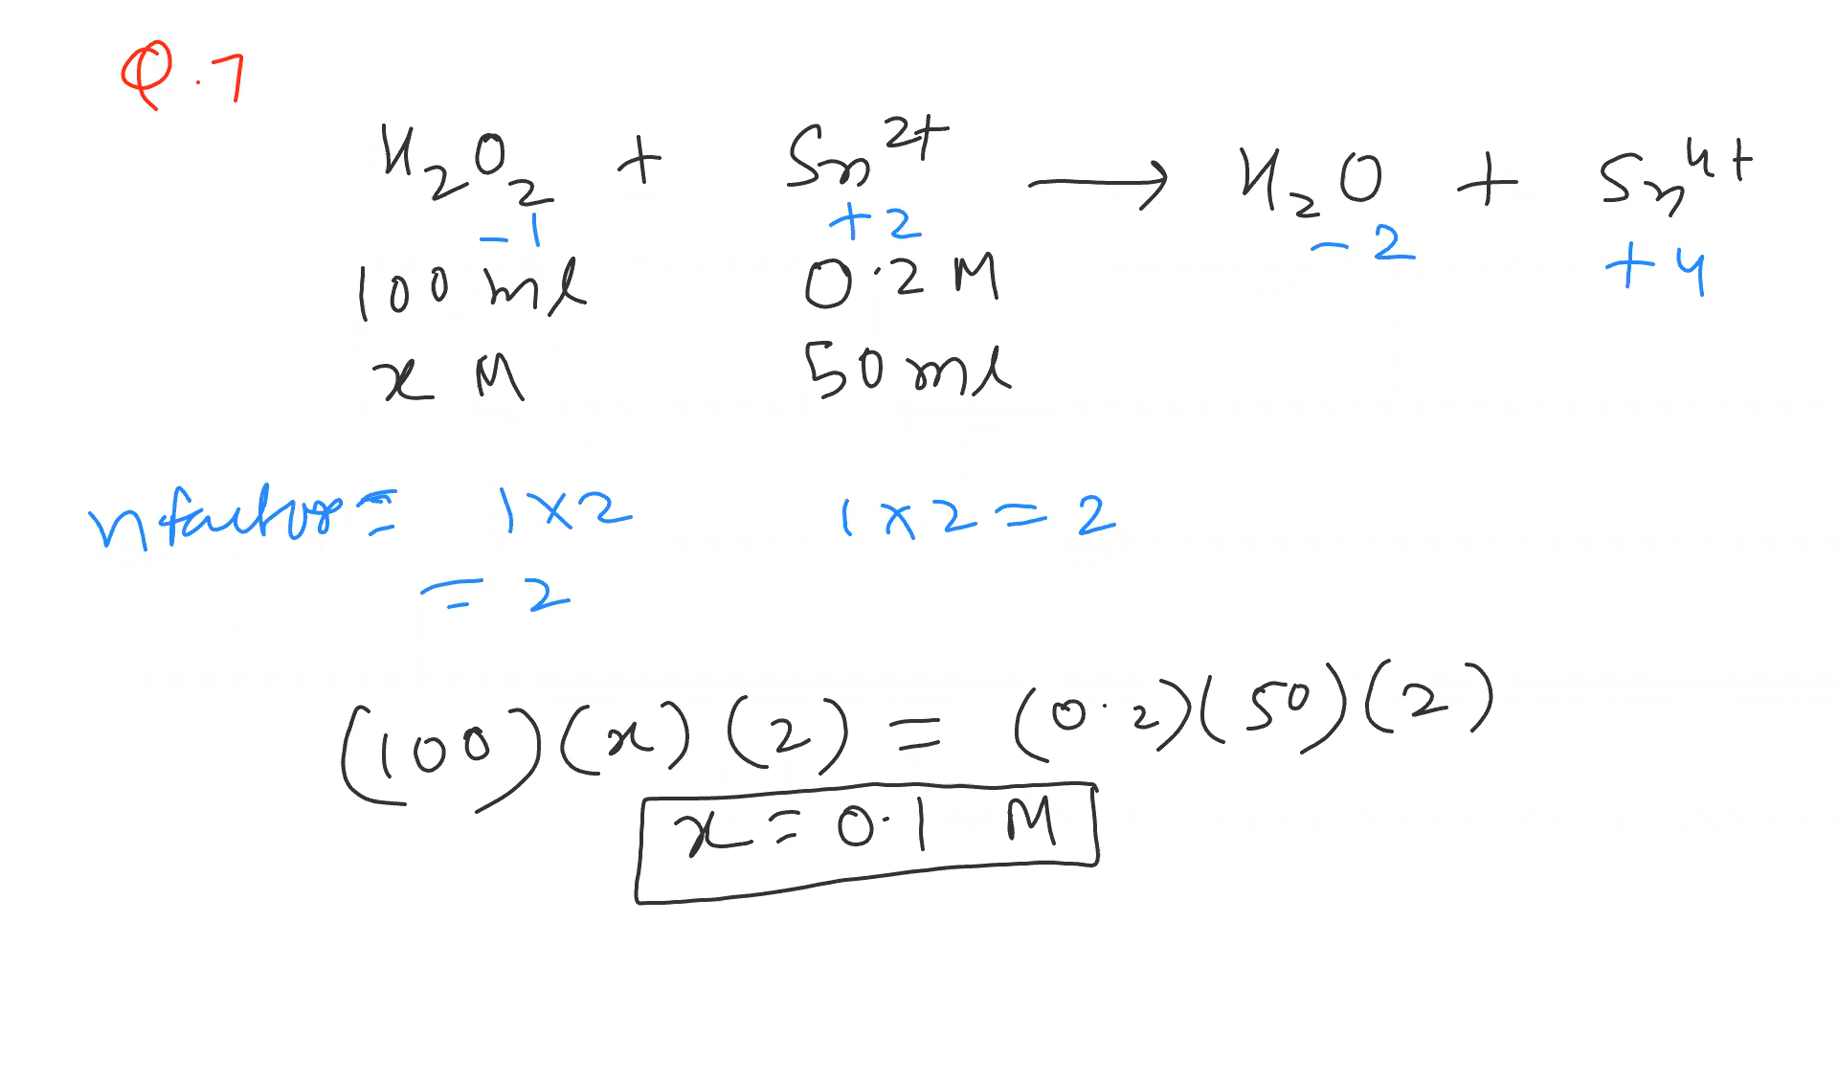 Q.7
H₂O₂ + Sn²⁺ ⟶ H₂O + Sn⁴⁺
-1 +2 -2 +4
100 ml 0.2 M
x M 50 ml
n factor = 1×2 1×2=2
= 2
(100)(x)(2) = (0.2)(50)(2)
x = 0.1 M